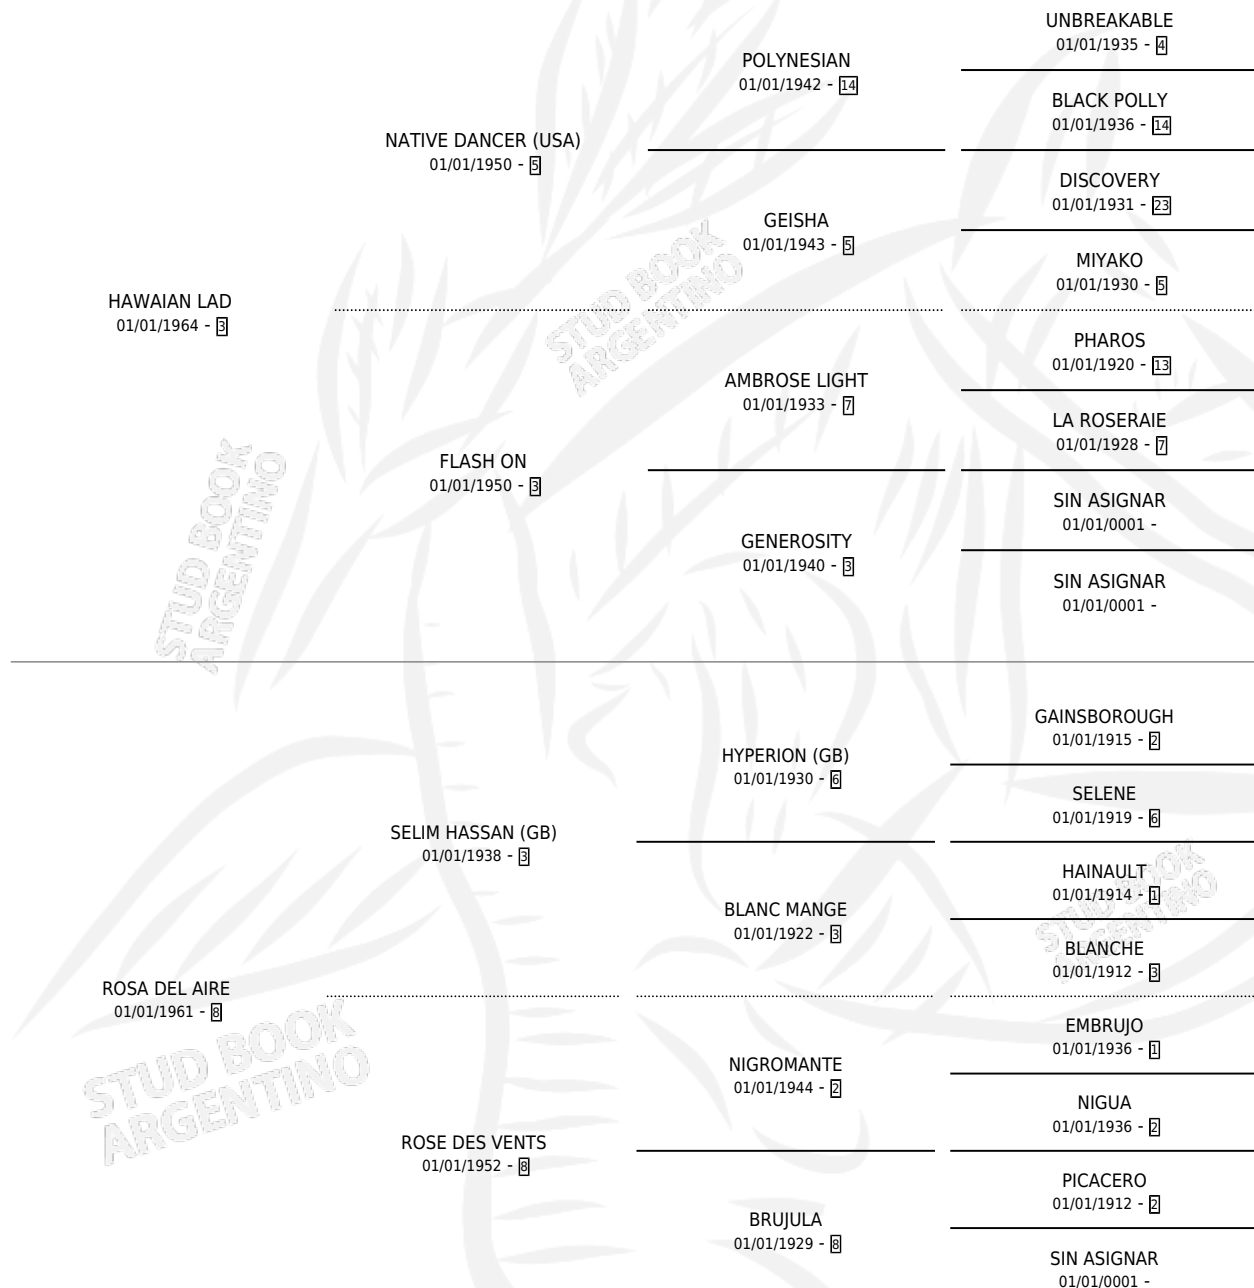 UNBREAKABLE
01/01/1935 - 4
POLYNESIAN
01/01/1942 - 14
BLACK POLLY
01/01/1936 - 14
NATIVE DANCER (USA)
01/01/1950 - 5
DISCOVERY
01/01/1931 - 23
GEISHA
01/01/1943 - 5
MIYAKO
01/01/1930 - 5
HAWAIAN LAD
01/01/1964 - 3
PHAROS
01/01/1920 - 13
AMBROSE LIGHT
01/01/1933 - 7
LA ROSERAIE
01/01/1928 - 7
FLASH ON
01/01/1950 - 3
SIN ASIGNAR
01/01/0001 -
GENEROSITY
01/01/1940 - 3
SIN ASIGNAR
01/01/0001 -
GAINSBOROUGH
01/01/1915 - 2
HYPERION (GB)
01/01/1930 - 6
SELENE
01/01/1919 - 6
SELIM HASSAN (GB)
01/01/1938 - 3
HAINAULT
01/01/1914 - 1
BLANC MANGE
01/01/1922 - 3
BLANCHE
01/01/1912 - 3
ROSA DEL AIRE
01/01/1961 - 8
EMBRUJO
01/01/1936 - 1
NIGROMANTE
01/01/1944 - 2
NIGUA
01/01/1936 - 2
ROSE DES VENTS
01/01/1952 - 8
PICACERO
01/01/1912 - 2
BRUJULA
01/01/1929 - 8
SIN ASIGNAR
01/01/0001 -
STUD BOOK
ARGENTINO
STUD BOOK
ARGENTINO
STUD BOOK
ARGENTINO
STUD BOOK
ARGENTINO